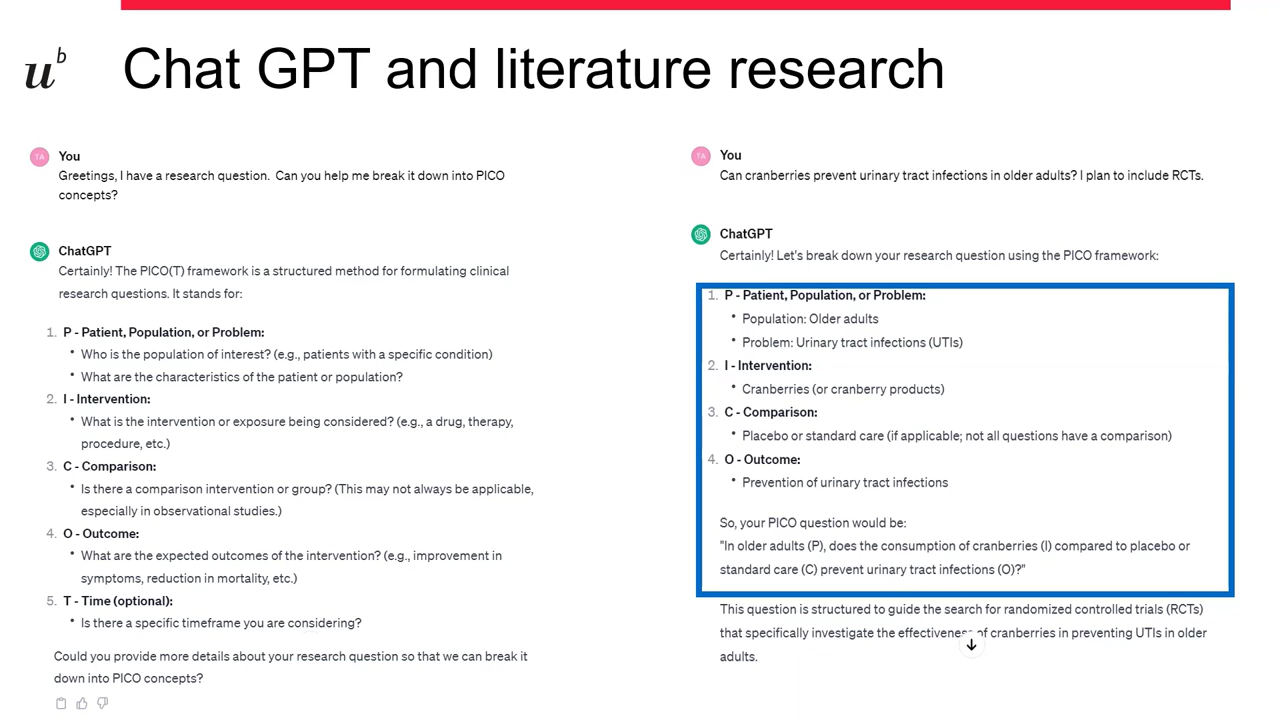 u^b Chat GPT and literature research
TA You
Greetings, I have a research question. Can you help me break it down into PICO
concepts?
ChatGPT
Certainly! The PICO(T) framework is a structured method for formulating clinical
research questions. It stands for:
1. P - Patient, Population, or Problem:
• Who is the population of interest? (e.g., patients with a specific condition)
• What are the characteristics of the patient or population?
2. I - Intervention:
• What is the intervention or exposure being considered? (e.g., a drug, therapy,
procedure, etc.)
3. C - Comparison:
• Is there a comparison intervention or group? (This may not always be applicable,
especially in observational studies.)
4. O - Outcome:
• What are the expected outcomes of the intervention? (e.g., improvement in
symptoms, reduction in mortality, etc.)
5. T - Time (optional):
• Is there a specific timeframe you are considering?
Could you provide more details about your research question so that we can break it
down into PICO concepts?
TA You
Can cranberries prevent urinary tract infections in older adults? I plan to include RCTs.
ChatGPT
Certainly! Let's break down your research question using the PICO framework:
1. P - Patient, Population, or Problem:
• Population: Older adults
• Problem: Urinary tract infections (UTIs)
2. I - Intervention:
• Cranberries (or cranberry products)
3. C - Comparison:
• Placebo or standard care (if applicable; not all questions have a comparison)
4. O - Outcome:
• Prevention of urinary tract infections
So, your PICO question would be:
"In older adults (P), does the consumption of cranberries (I) compared to placebo or
standard care (C) prevent urinary tract infections (O)?"
This question is structured to guide the search for randomized controlled trials (RCTs)
that specifically investigate the effectiveness of cranberries in preventing UTIs in older
adults.